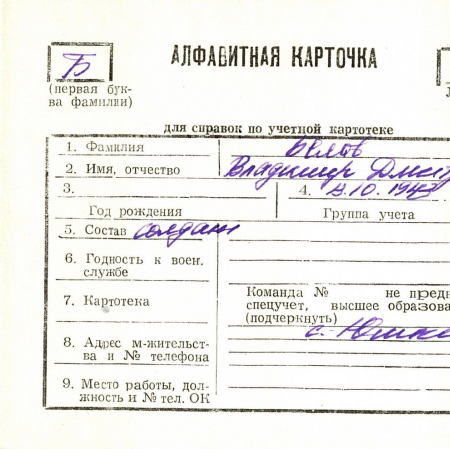 Б
АЛФАВИТНАЯ КАРТОЧКА
(первая бук-
ва фамилии)
для справок по учетной картотеке
1. Фамилия Белов
2. Имя, отчество Владимир Дмит
3. 4.
Год рождения Группа учета
5. Состав солдат
6. Годность к воен.
службе
7. Картотека
Команда № не предн
спецучет, высшее образова
(подчеркнуть)
8. Адрес м-жительст-
ва и № телефона
с. Юшко
9. Место работы, дол-
жность и № тел. ОК